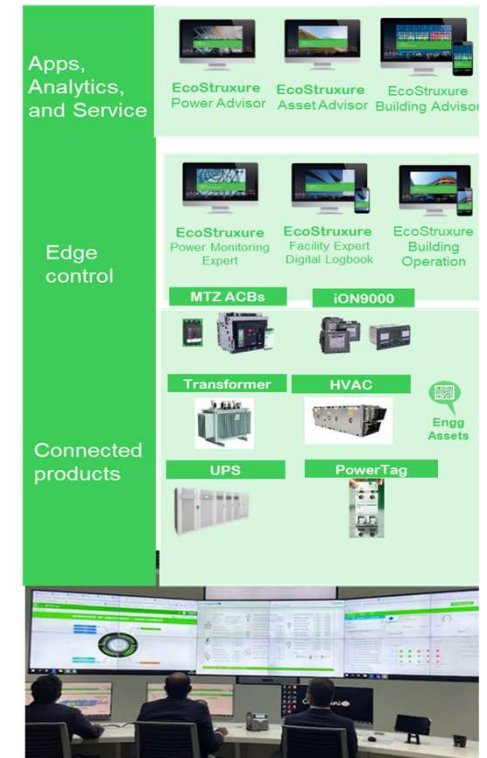 Apps,
Analytics,
and Service
EcoStruxure
Power Advisor
EcoStruxure
Asset Advisor
EcoStruxure
Building Advisor
Edge
control
EcoStruxure
Power Monitoring
Expert
EcoStruxure
Facility Expert
Digital Logbook
EcoStruxure
Building
Operation
Connected
products
MTZ ACBs
iON9000
Transformer
HVAC
Engg
Assets
UPS
PowerTag